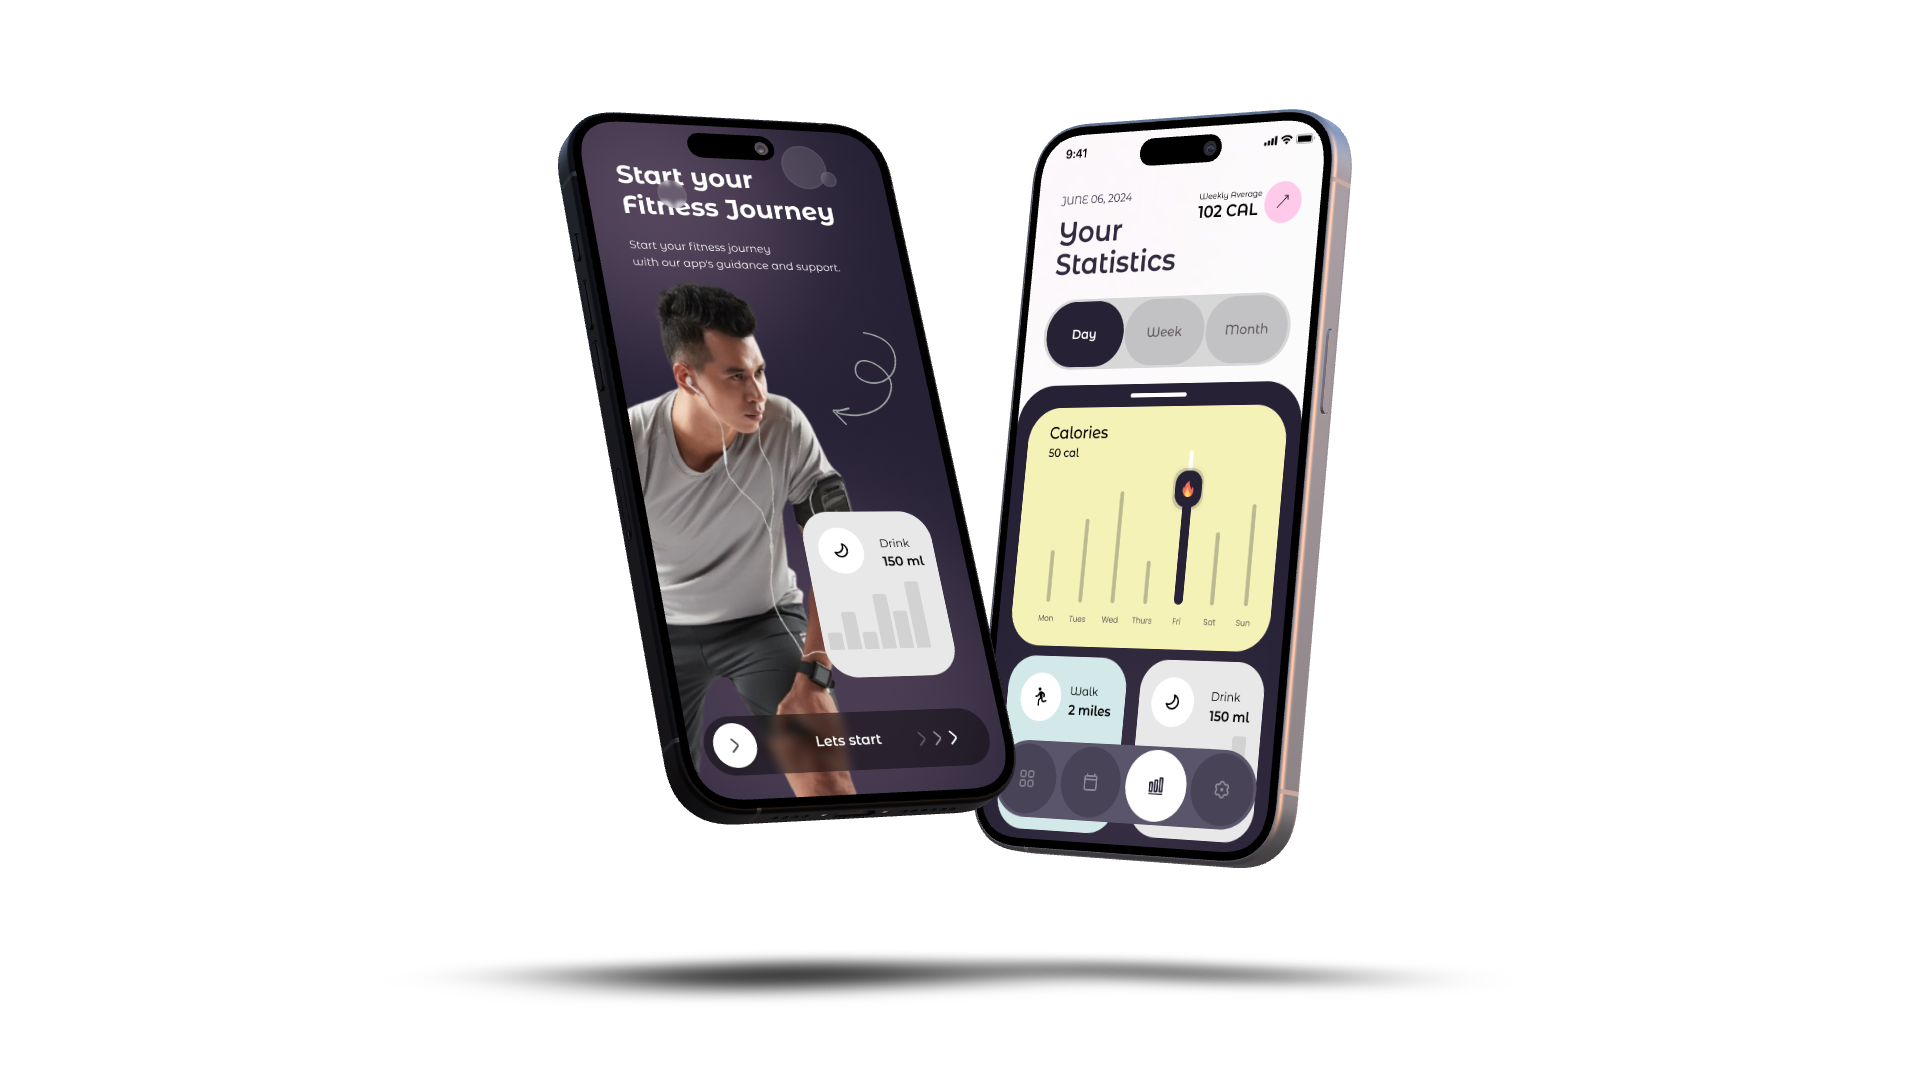 Start your
Fitness Journey
Start your fitness journey
with our app's guidance and support.
Drink
150 ml
Lets start
9:41
JUNE 06, 2024
Weekly Average
102 CAL
Your
Statistics
Day
Week
Month
Calories
50 cal
Mon
Tues
Wed
Thurs
Fri
Sat
Sun
Walk
2 miles
Drink
150 ml